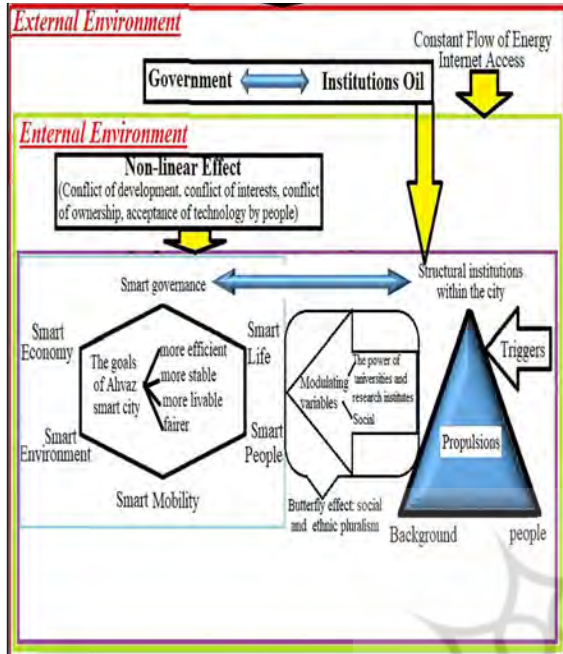 External Environment
Constant Flow of Energy
Internet Access
Government Institutions Oil
Enternal Environment
Non-linear Effect
(Conflict of development, conflict of interests, conflict
of ownership, acceptance of technology by people)
Smart governance
Structural institutions
within the city
Smart
Economy
Smart
Life
The goals
of Ahvaz
smart city
more efficient
more stable
more livable
fairer
Modulating
variables
The power of
universities and
research institutes
Social
Triggers
Smart
Environment
Smart
People
Propulsions
Smart Mobility
Butterfly effect: social
and ethnic pluralism
Background
people